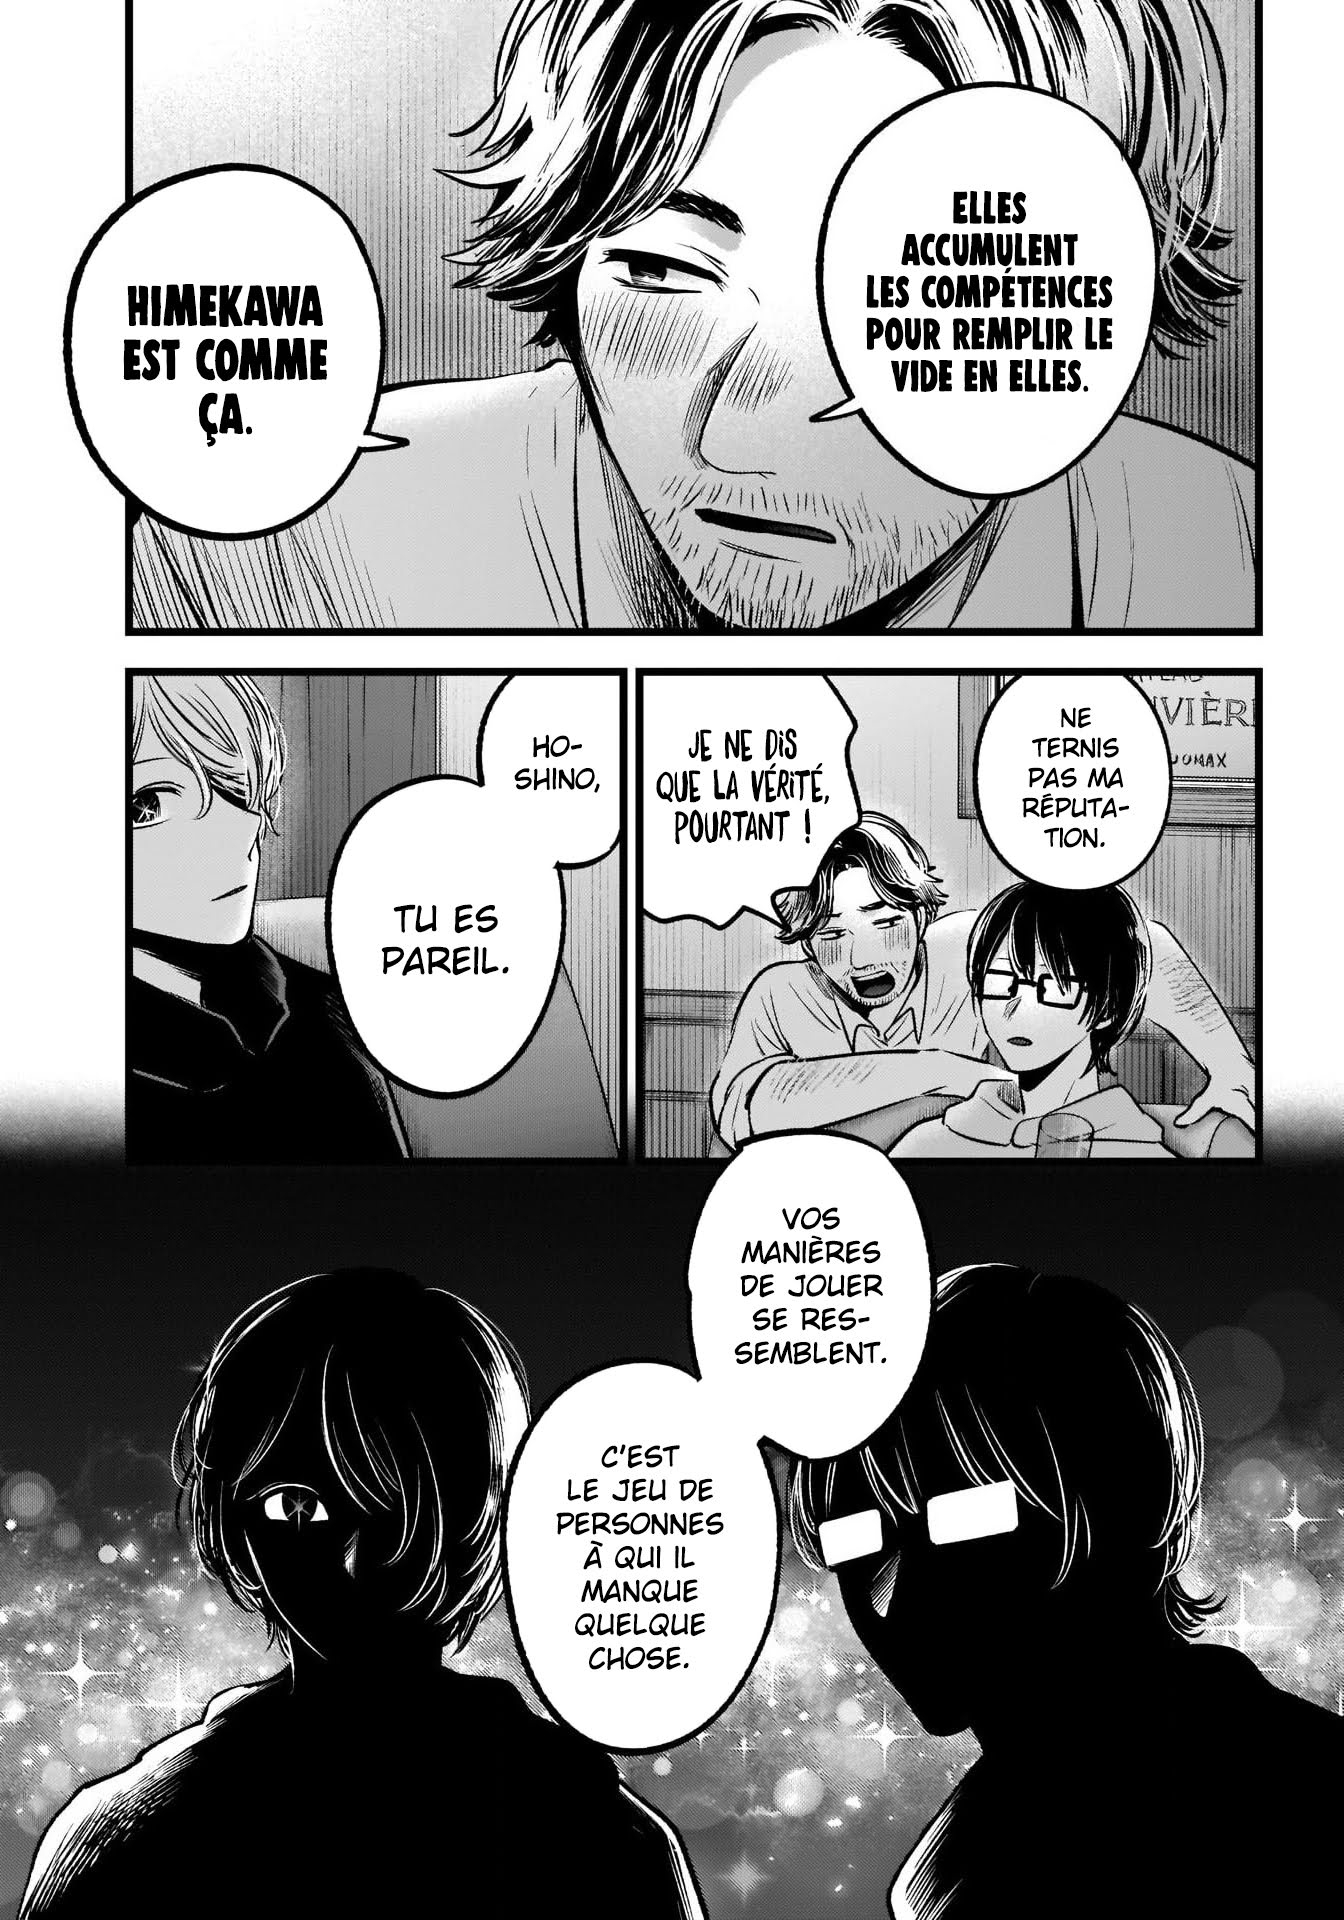 ELLES
ACCUMULENT
LES COMPÉTENCES
POUR REMPLIR LE
VIDE EN ELLES.
HIMEKAWA
EST COMME
ÇA.
NE
TERNIS
PAS MA
RÉPUTA-
TION.
JE NE DIS
QUE LA VÉRITÉ,
POURTANT !
HO-
SHINO,
TU ES
PAREIL.
VOS
MANIÈRES
DE JOUER
SE RES-
SEMBLENT.
C'EST
LE JEU DE
PERSONNES
À QUI IL
MANQUE
QUELQUE
CHOSE.